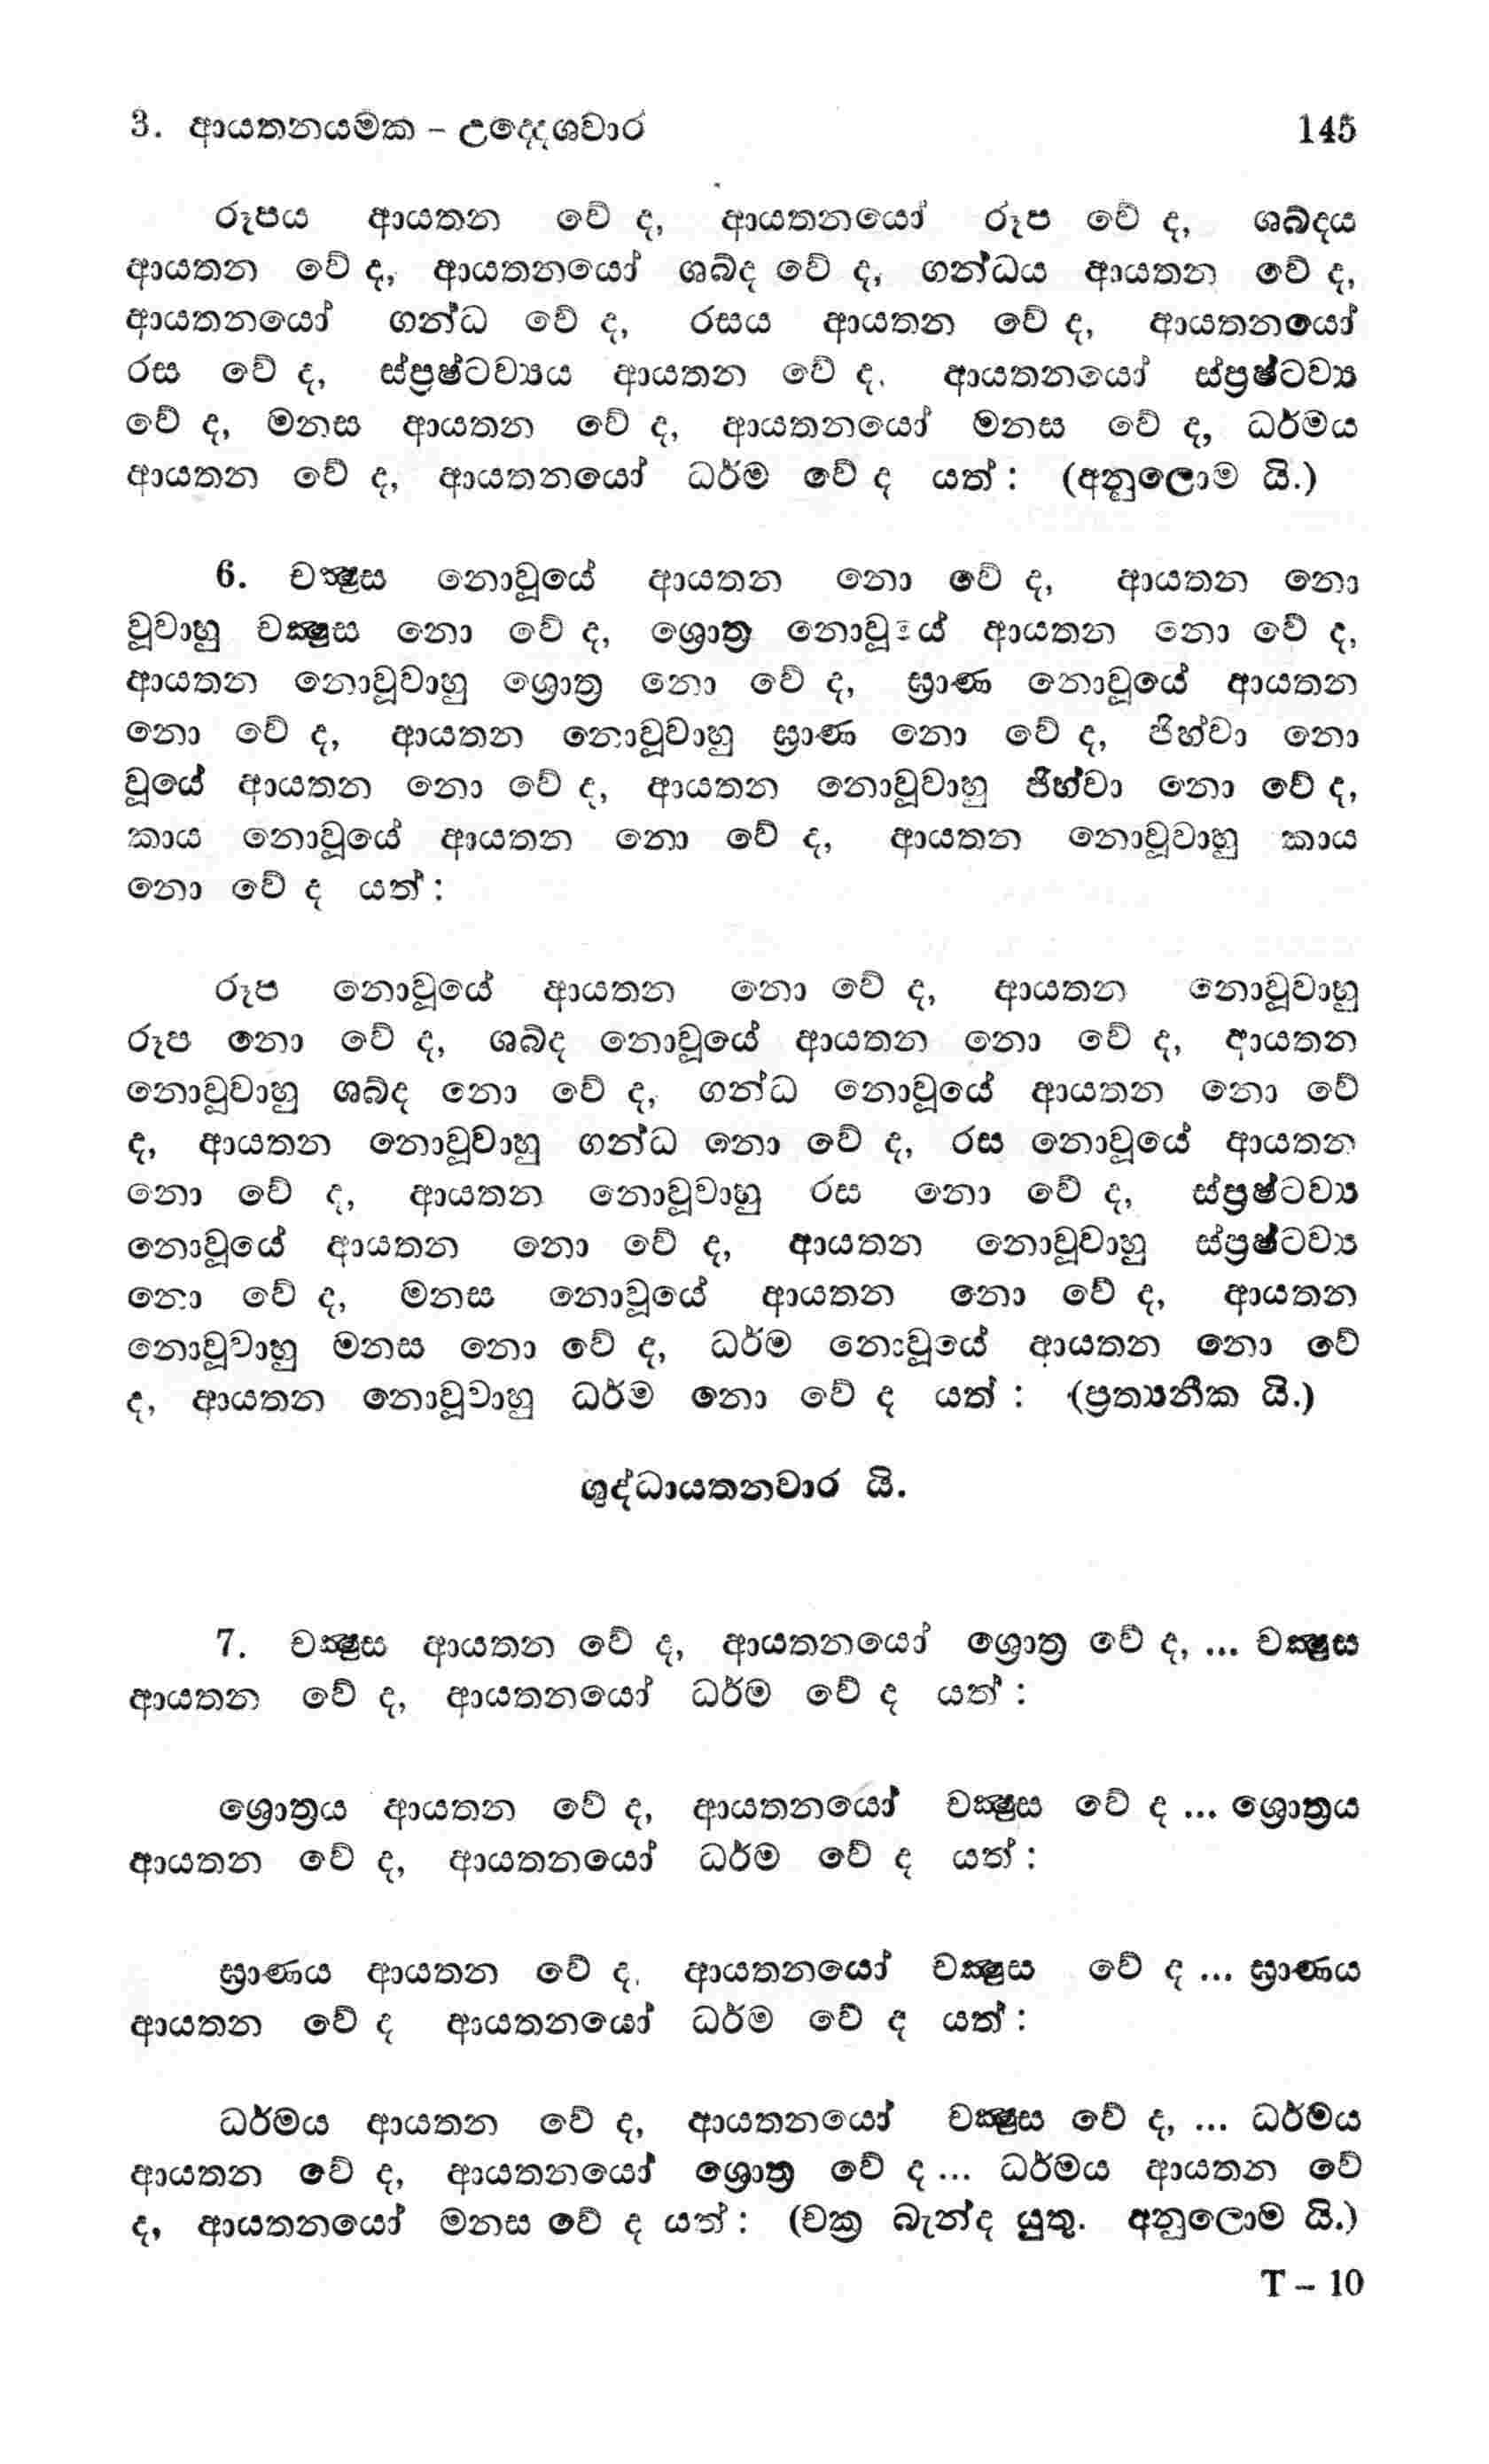 3. ආයතනයමක - උද්දෙශවාර 145
රූපය ආයතන වේ ද, ආයතනයෝ රූප වේ ද, ශබ්දය
ආයතන වේ ද, ආයතනයෝ ශබ්ද වේ ද, ගන්ධය ආයතන වේ ද,
ආයතනයෝ ගන්ධ වේ ද, රසය ආයතන වේ ද, ආයතනයෝ
රස වේ ද, ස්ප්‍රෂ්ටව්‍යය ආයතන වේ ද, ආයතනයෝ ස්ප්‍රෂ්ටව්‍ය
වේ ද, මනස ආයතන වේ ද, ආයතනයෝ මනස වේ ද, ධර්මය
ආයතන වේ ද, ආයතනයෝ ධර්ම වේ ද යත් : (අනුලොම යි.)
6. චක්‍ෂුස නොවූයේ ආයතන නො වේ ද, ආයතන නො
වූවාහු චක්‍ෂුස නො වේ ද, ශ්‍රොත්‍ර නොවූයේ ආයතන නො වේ ද,
ආයතන නොවූවාහු ශ්‍රොත්‍ර නො වේ ද, ඝ්‍රාණ නොවූයේ ආයතන
නො වේ ද, ආයතන නොවූවාහු ඝ්‍රාණ නො වේ ද, ජිහ්වා නො
වූයේ ආයතන නො වේ ද, ආයතන නොවූවාහු ජිහ්වා නො වේ ද,
කාය නොවූයේ ආයතන නො වේ ද, ආයතන නොවූවාහු කාය
නො වේ ද යත් :
රූප නොවූයේ ආයතන නො වේ ද, ආයතන නොවූවාහු
රූප නො වේ ද, ශබ්ද නොවූයේ ආයතන නො වේ ද, ආයතන
නොවූවාහු ශබ්ද නො වේ ද, ගන්ධ නොවූයේ ආයතන නො වේ
ද, ආයතන නොවූවාහු ගන්ධ නො වේ ද, රස නොවූයේ ආයතන
නො වේ ද, ආයතන නොවූවාහු රස නො වේ ද, ස්ප්‍රෂ්ටව්‍ය
නොවූයේ ආයතන නො වේ ද, ආයතන නොවූවාහු ස්ප්‍රෂ්ටව්‍ය
නො වේ ද, මනස නොවූයේ ආයතන නො වේ ද, ආයතන
නොවූවාහු මනස නො වේ ද, ධර්ම නොවූයේ ආයතන නො වේ
ද, ආයතන නොවූවාහු ධර්ම නො වේ ද යත් : (ප්‍රත්‍යනීක යි.)
ශුද්ධායතනවාර යි.
7. චක්‍ෂුස ආයතන වේ ද, ආයතනයෝ ශ්‍රොත්‍ර වේ ද, ... චක්‍ෂුස
ආයතන වේ ද, ආයතනයෝ ධර්ම වේ ද යත් :
ශ්‍රොත්‍රය ආයතන වේ ද, ආයතනයෝ චක්‍ෂුස වේ ද ... ශ්‍රොත්‍රය
ආයතන වේ ද, ආයතනයෝ ධර්ම වේ ද යත් :
ඝ්‍රාණය ආයතන වේ ද, ආයතනයෝ චක්‍ෂුස වේ ද ... ඝ්‍රාණය
ආයතන වේ ද ආයතනයෝ ධර්ම වේ ද යත් :
ධර්මය ආයතන වේ ද, ආයතනයෝ චක්‍ෂුස වේ ද, ... ධර්මය
ආයතන වේ ද, ආයතනයෝ ශ්‍රොත්‍ර වේ ද ... ධර්මය ආයතන වේ
ද, ආයතනයෝ මනස වේ ද යත් : (චක්‍ර බැන්ද යුතු. අනුලොම යි.)
T - 10